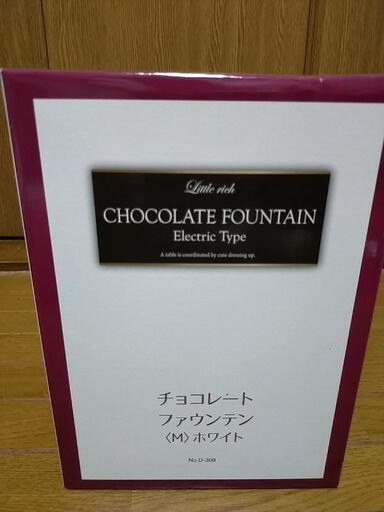 Little rich
CHOCOLATE FOUNTAIN
Electric Type
A table is coordinated by cute dressing up.
チョコレート
ファウンテン
〈M〉ホワイト
No.D-308